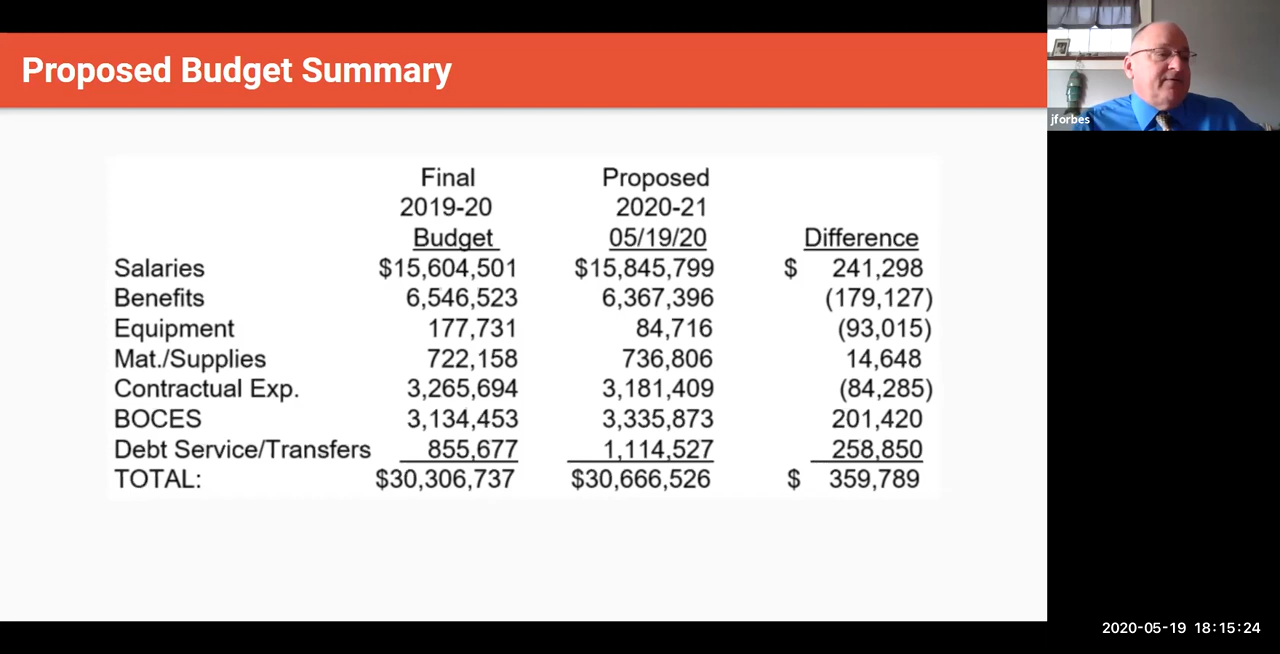 Proposed Budget Summary
jforbes
Final Proposed
2019-20 2020-21
Budget 05/19/20 Difference
Salaries $15,604,501 $15,845,799 $ 241,298
Benefits 6,546,523 6,367,396 (179,127)
Equipment 177,731 84,716 (93,015)
Mat./Supplies 722,158 736,806 14,648
Contractual Exp. 3,265,694 3,181,409 (84,285)
BOCES 3,134,453 3,335,873 201,420
Debt Service/Transfers 855,677 1,114,527 258,850
TOTAL: $30,306,737 $30,666,526 $ 359,789
2020-05-19 18:15:24